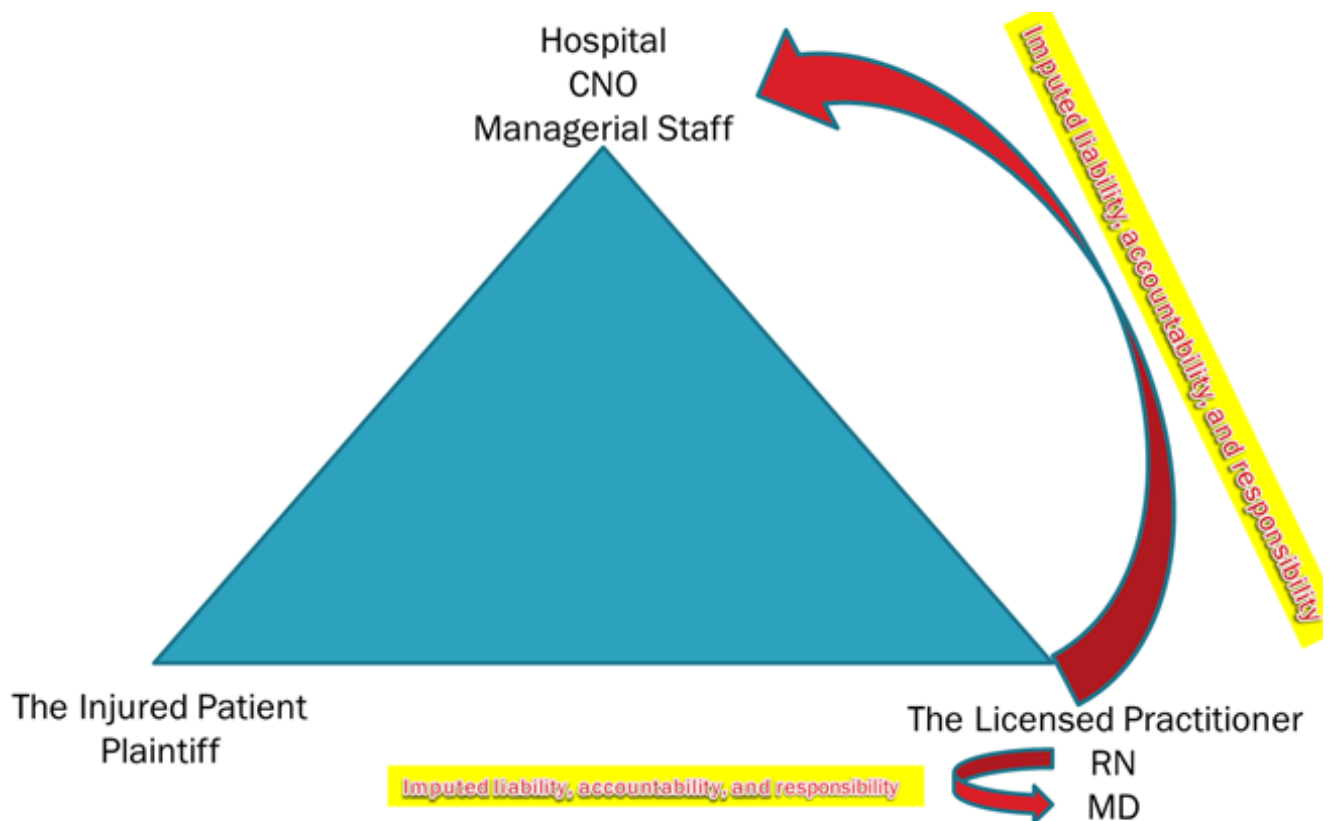 Hospital
CNO
Managerial Staff
Imputed liability, accountability, and responsibility
The Injured Patient
Plaintiff
The Licensed Practitioner
RN
MD
Imputed liability, accountability, and responsibility